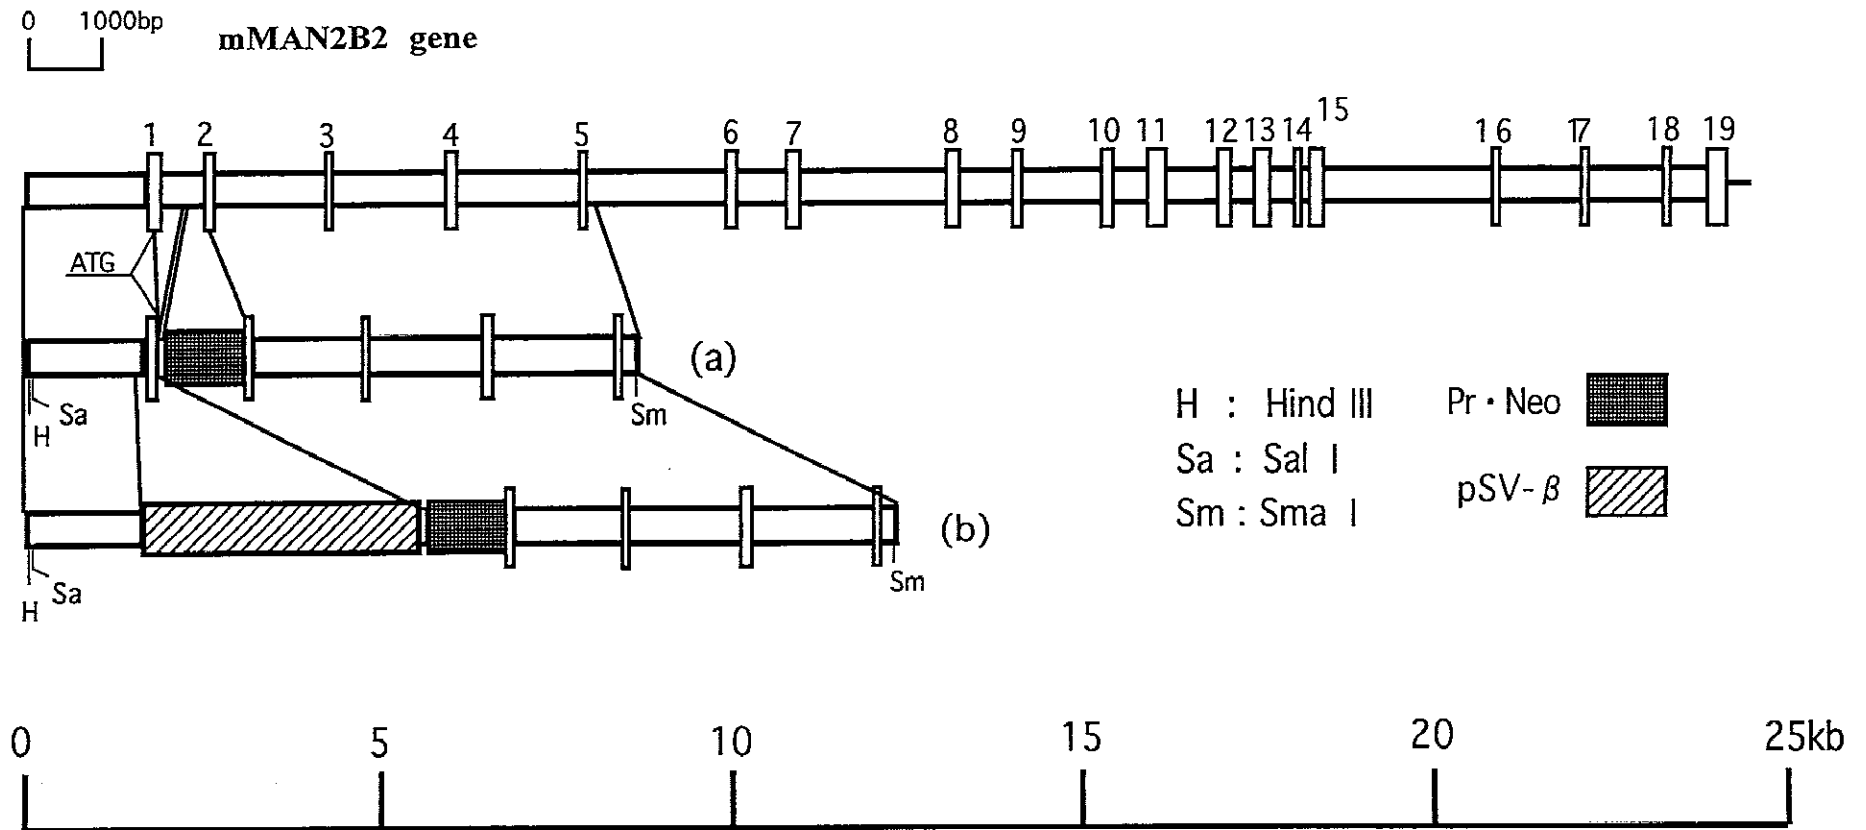 0 1000bp
mMAN2B2 gene
1 2 3 4 5 6 7 8 9 10 11 12 13 14 15 16 17 18 19
ATG
(a)
Sa
H
Sm
H : Hind III
Sa : Sal I
Sm : Sma I
Pr・Neo
pSV-β
(b)
Sa
H
Sm
0 5 10 15 20 25kb